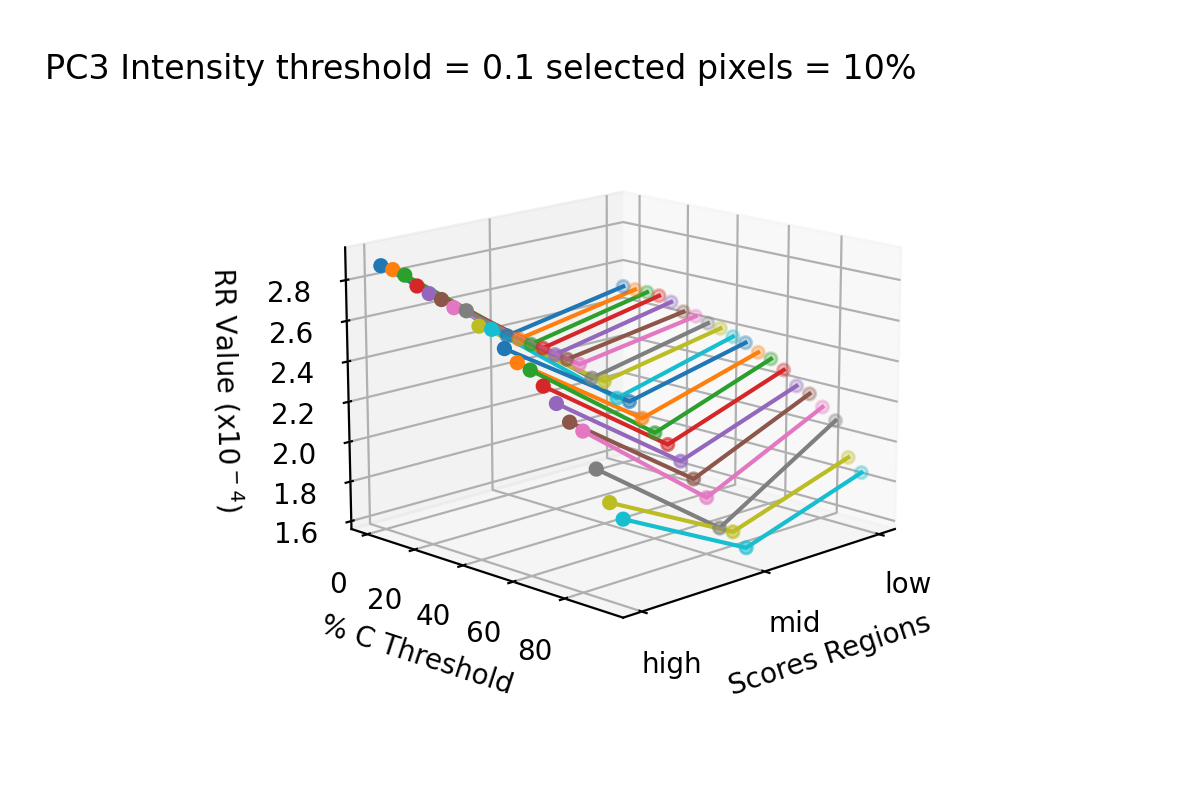 PC3 Intensity threshold = 0.1 selected pixels = 10%
RR Value (x10⁻⁴)
2.8
2.6
2.4
2.2
2.0
1.8
1.6
0
20
40
60
80
% C Threshold
high
mid
low
Scores Regions